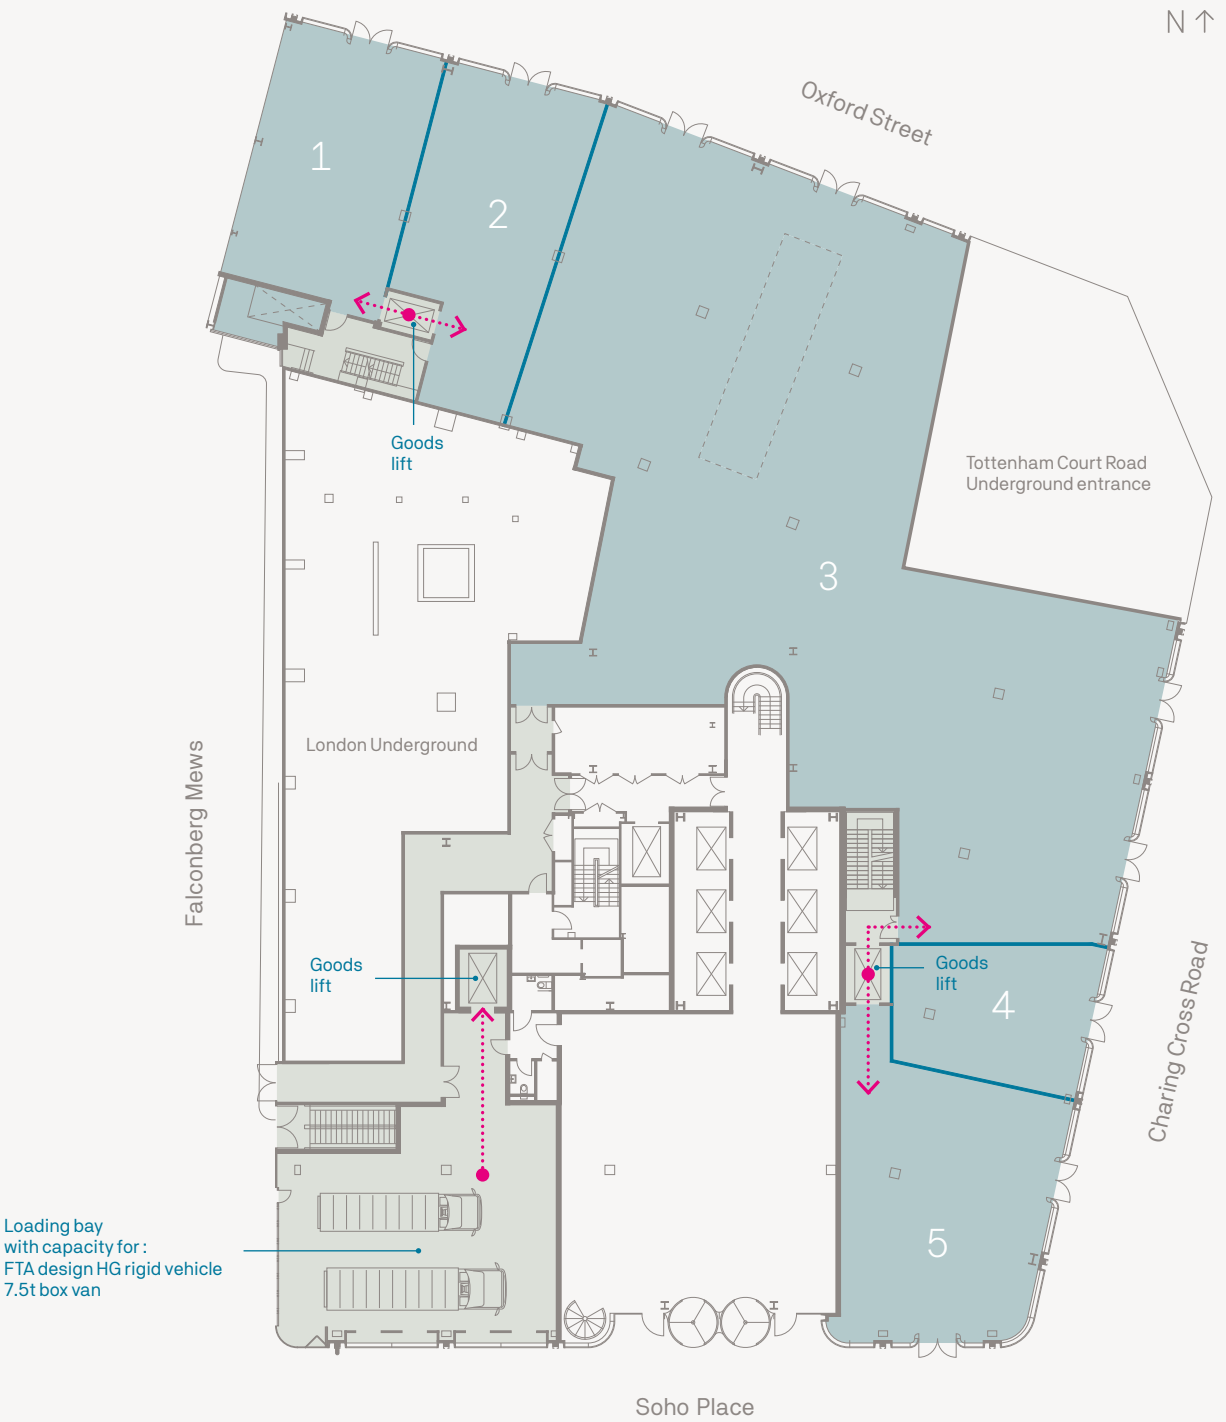 N ↑
Oxford Street
1
2
Goods
lift
Tottenham Court Road
Underground entrance
3
London Underground
Falconberg Mews
Goods
lift
Goods
lift
4
Charing Cross Road
Loading bay
with capacity for :
FTA design HG rigid vehicle
7.5t box van
5
Soho Place